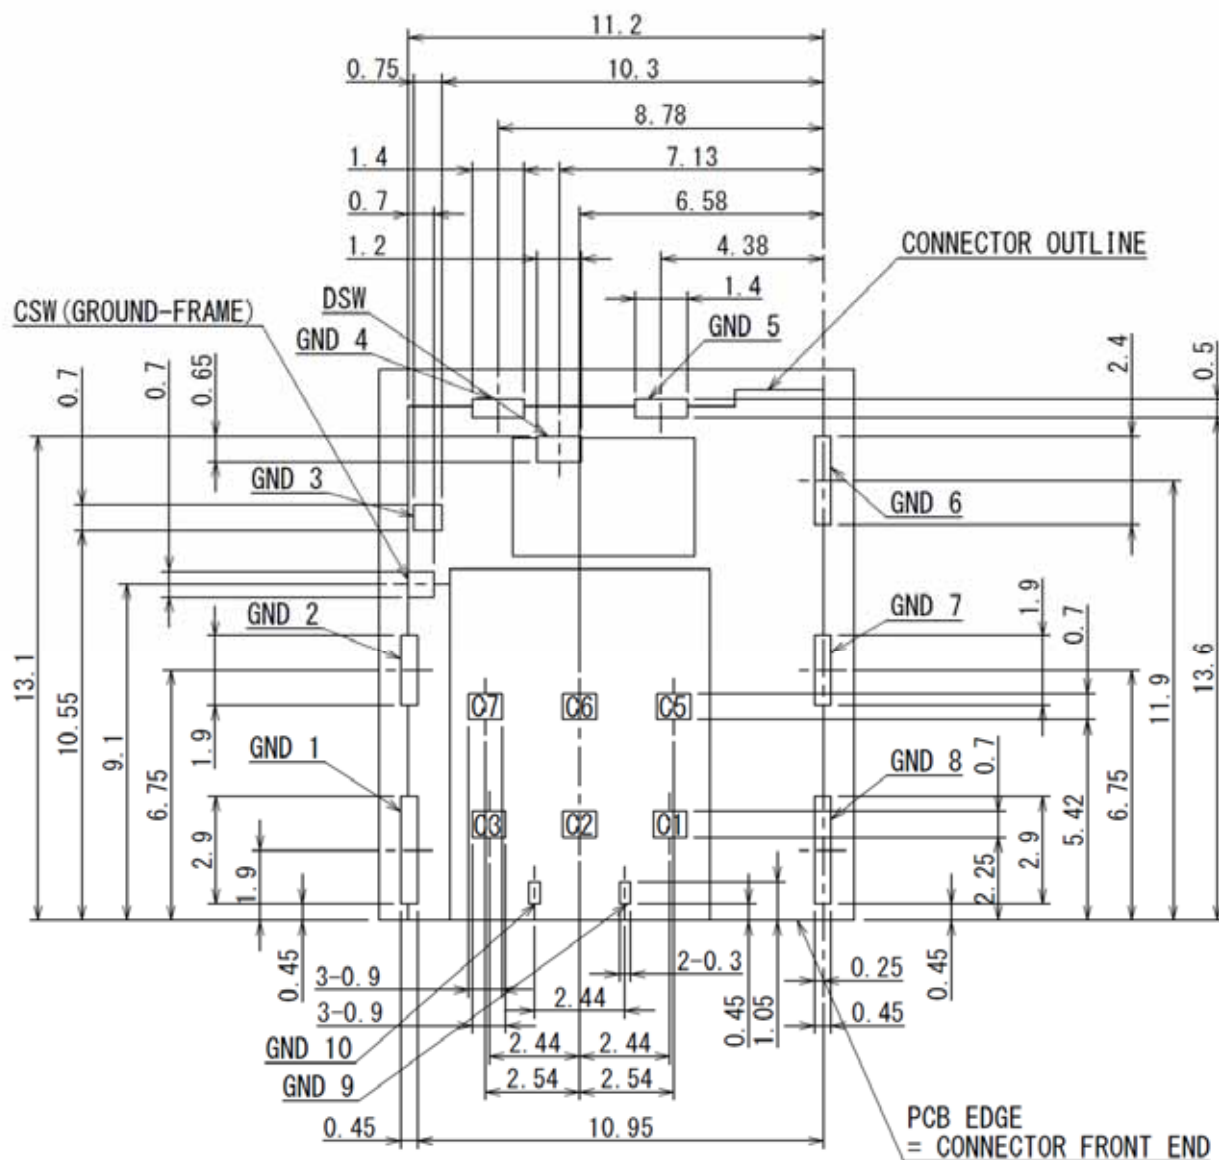 11.2
0.75
10.3
8.78
1.4
7.13
0.7
6.58
1.2
4.38
CONNECTOR OUTLINE
DSW
1.4
CSW(GROUND-FRAME)
GND 4
GND 5
2.4
0.5
0.7
0.7
0.65
GND 3
GND 6
GND 2
GND 7
1.9
0.7
13.1
10.55
9.1
6.75
1.9
C7
C6
C5
11.9
13.6
GND 1
GND 8
0.7
5.42
6.75
2.9
1.9
C3
C2
C1
2.25
2.9
0.45
3-0.9
2-0.3
0.25
0.45
3-0.9
2.44
0.45
1.05
0.45
GND 10
2.44
2.44
GND 9
2.54
2.54
0.45
10.95
PCB EDGE
= CONNECTOR FRONT END